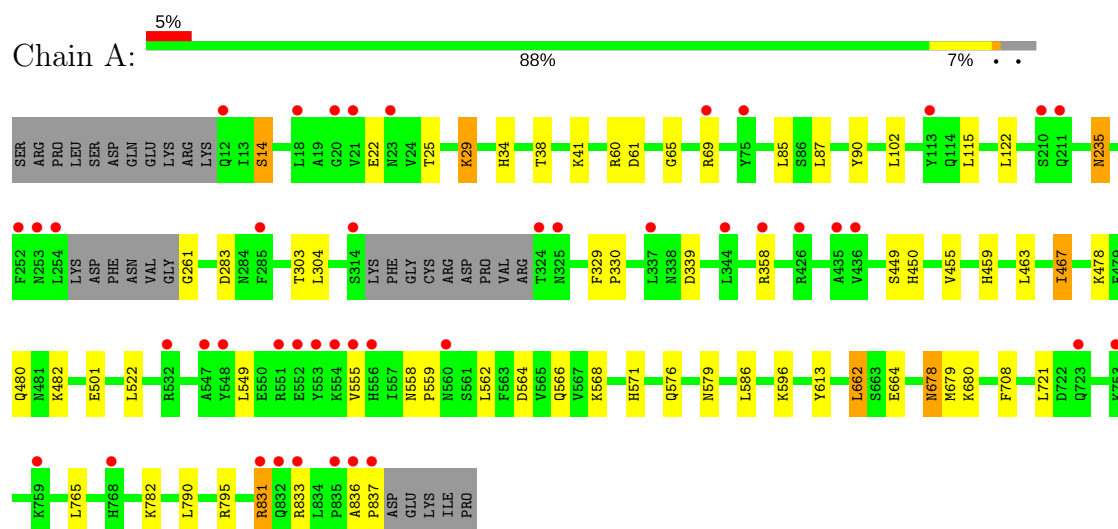 5%
Chain A:
88% 7% • •
SER ARG PRO LEU SER ASP GLN GLU LYS ARG LYS Q12 I13 S14 L18 A19 G20 V21 E22 N23 V24 T25 K29 H34 T38 K41 R60 D61 G65 R69 Y75 L85 S86 L87 Y90 L102 Y113 Q114 L115 L122 S210 Q211 N235
F252 N253 L254 LYS ASP PHE ASN VAL GLY G261 D283 N284 F285 T303 L304 S314 LYS PHE GLY CYS ARG ASP PRO VAL ARG T324 N325 F329 P330 L337 N338 D339 L344 R358 R426 A435 V436 S449 H450 V455 H459 L463 I467 K478 E479
Q480 N481 K482 E501 L522 R532 A547 Y548 L549 E550 R551 E552 Y553 K554 V555 H556 I557 N558 P559 N560 S561 L562 F563 D564 V565 Q566 V567 K568 H571 Q576 N579 L586 K596 Y613 L662 S663 E664 N678 M679 K680 F708 L721 D722 Q723 K753
K759 L765 H768 K782 L790 R795 R831 Q832 R833 L834 P835 A836 P837 ASP GLU LYS ILE PRO